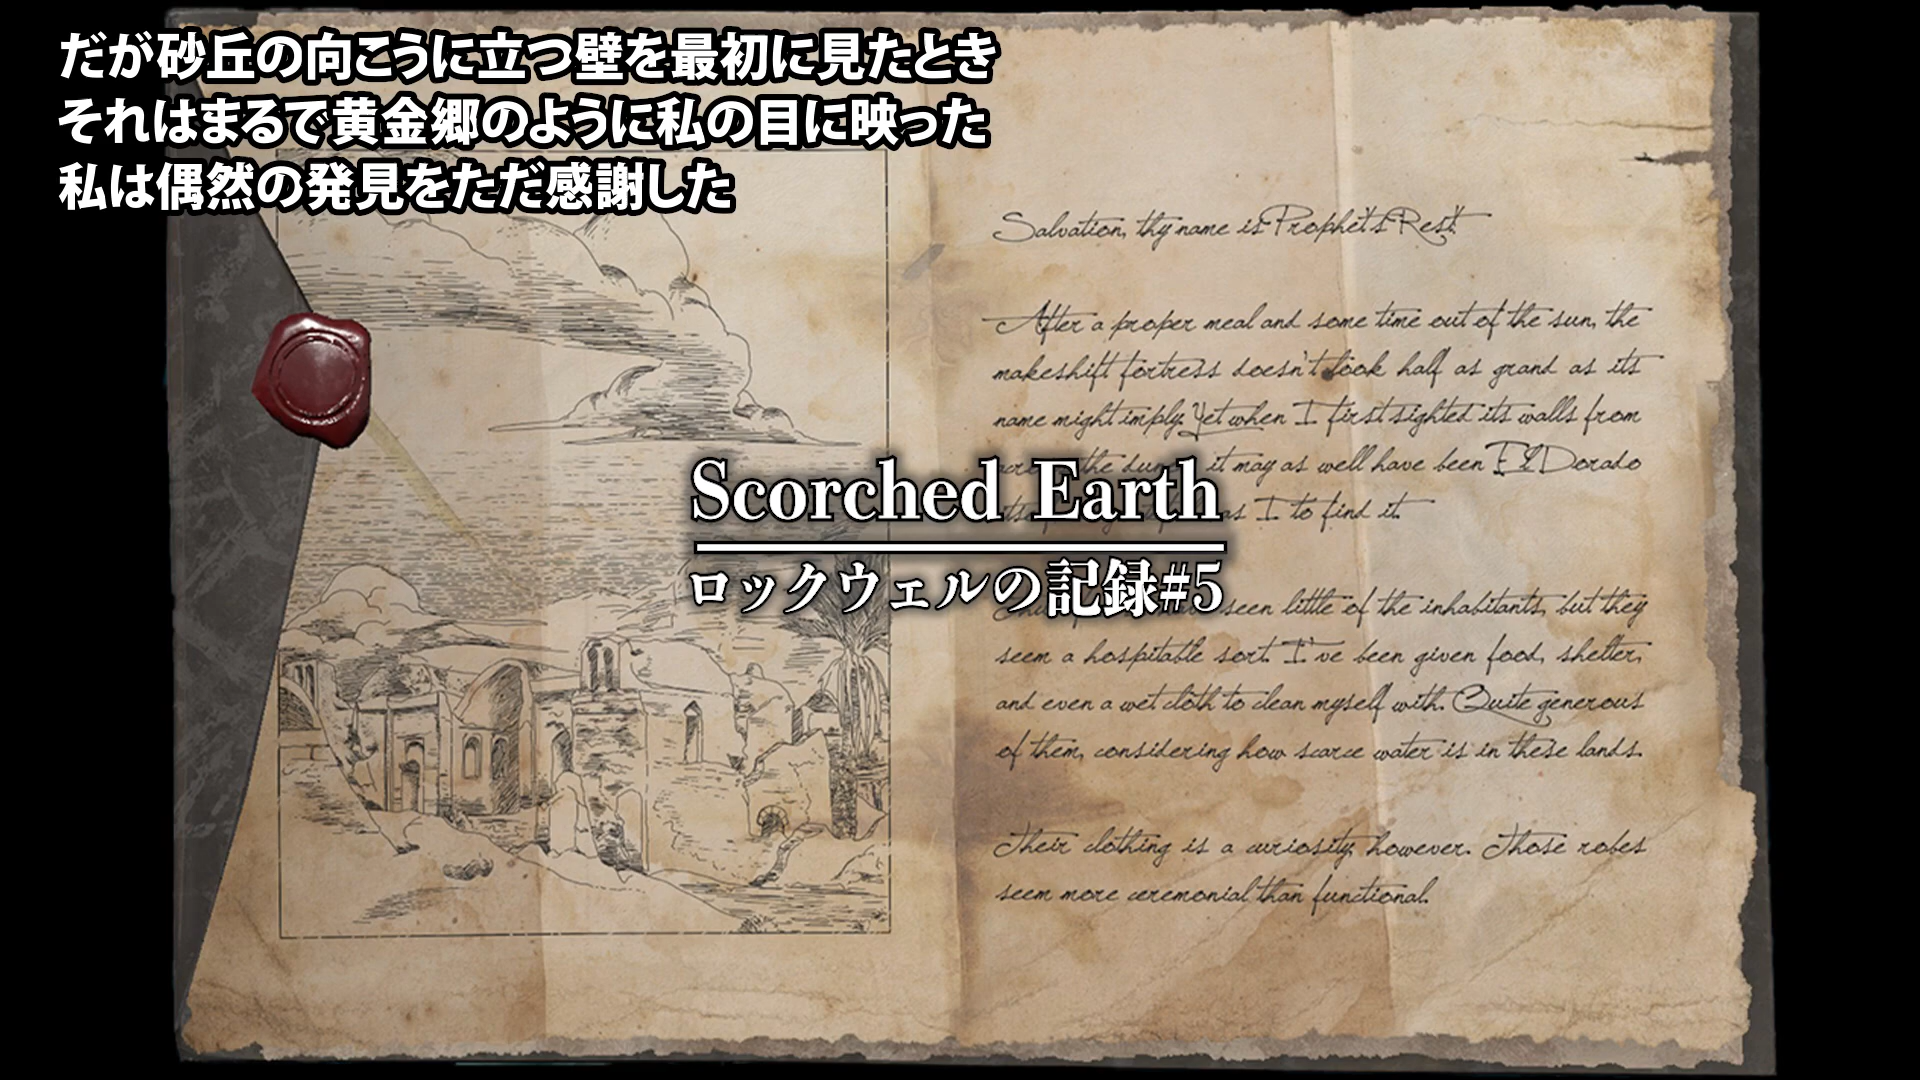 だが砂丘の向こうに立つ壁を最初に見たとき
それはまるで黄金郷のように私の目に映った
私は偶然の発見をただ感謝した
Salvation, thy name is Prophet's Rest.
After a proper meal and some time out of the sun, the
makeshift fortress doesn't look half as grand as its
name might imply. Yet when I first sighted its walls from
the dunes it may as well have been El Dorado
as I to find it.
Scorched Earth
ロックウェルの記録#5
seen little of the inhabitants, but they
seem a hospitable sort. I've been given food, shelter,
and even a wet cloth to clean myself with. Quite generous
of them, considering how scarce water is in these lands.
Their clothing is a curiosity, however. Those robes
seem more ceremonial than functional.